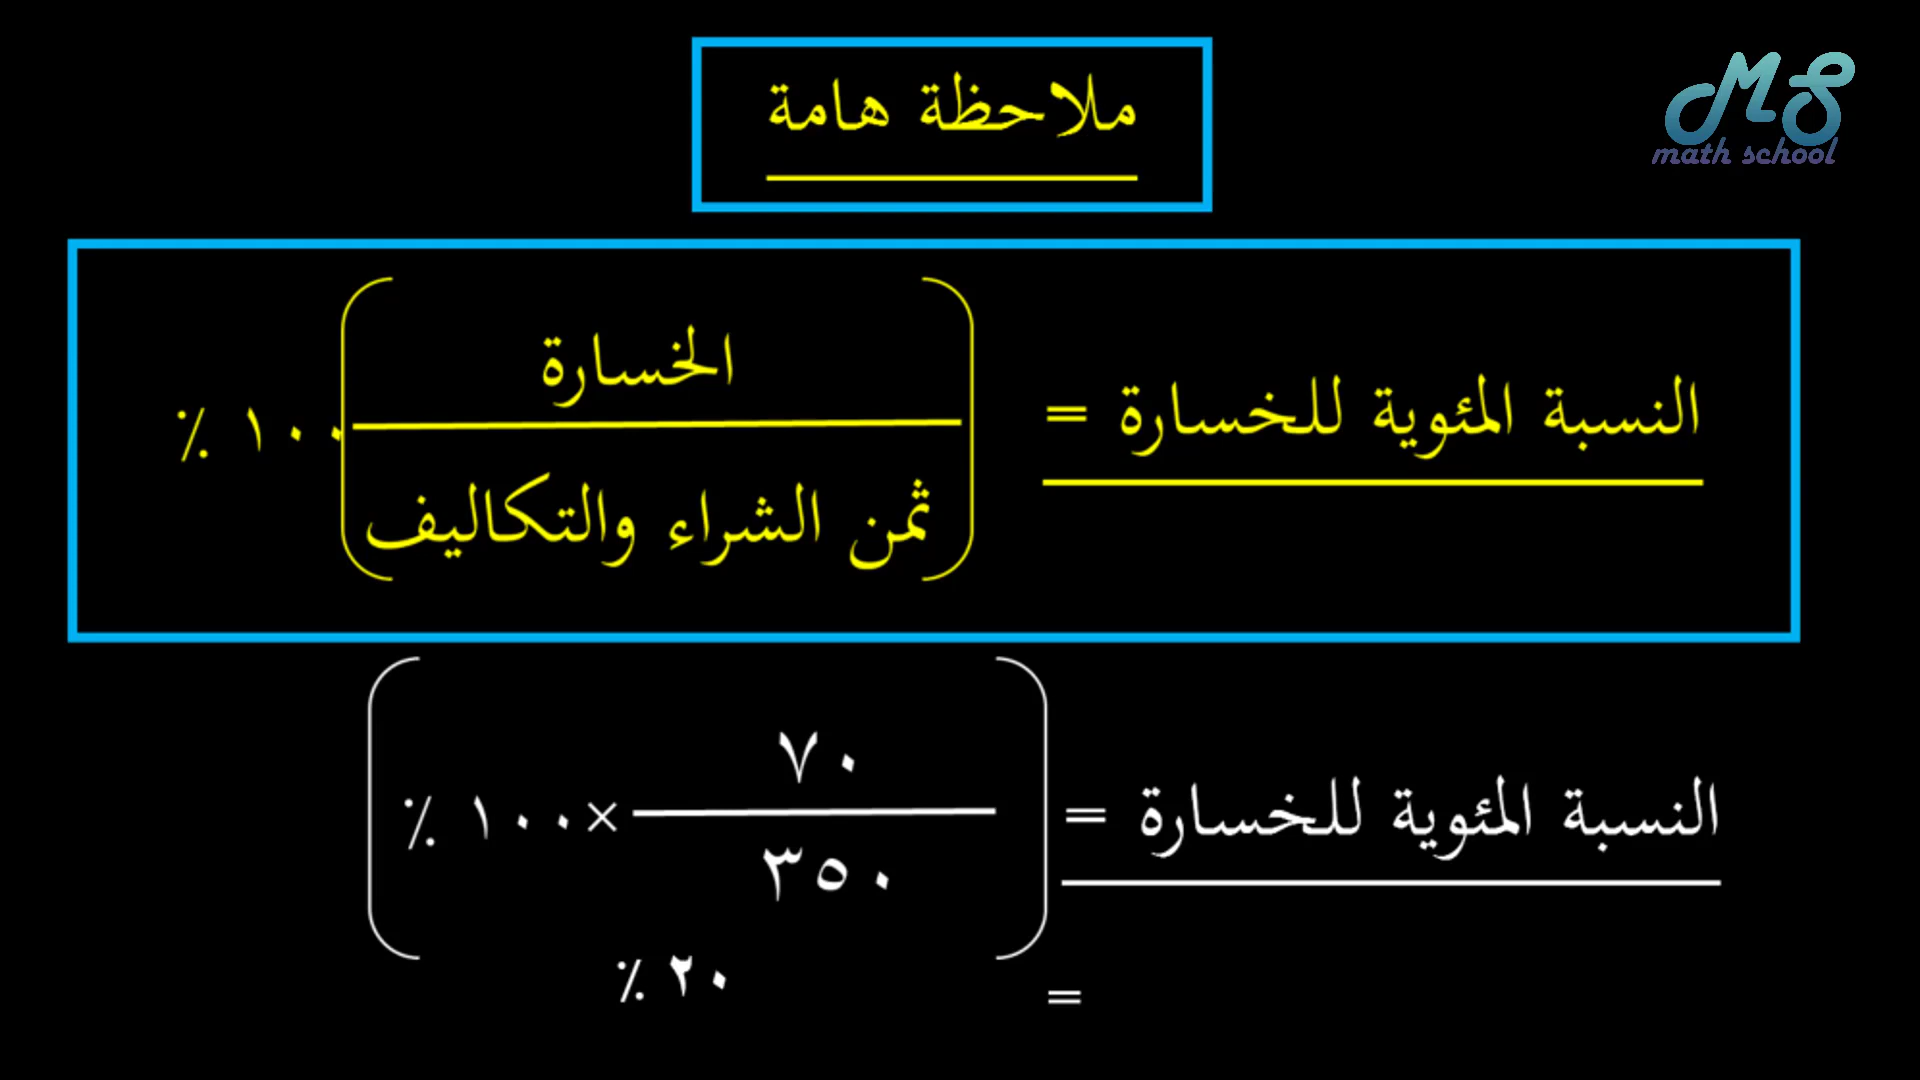 ملاحظة هامة
MS
math school
الخسارة
النسبة المئوية للخسارة = ١٠٠ ٪
ثمن الشراء والتكاليف
٧٠
النسبة المئوية للخسارة = ×١٠٠ ٪
٣٥٠
= ٢٠ ٪